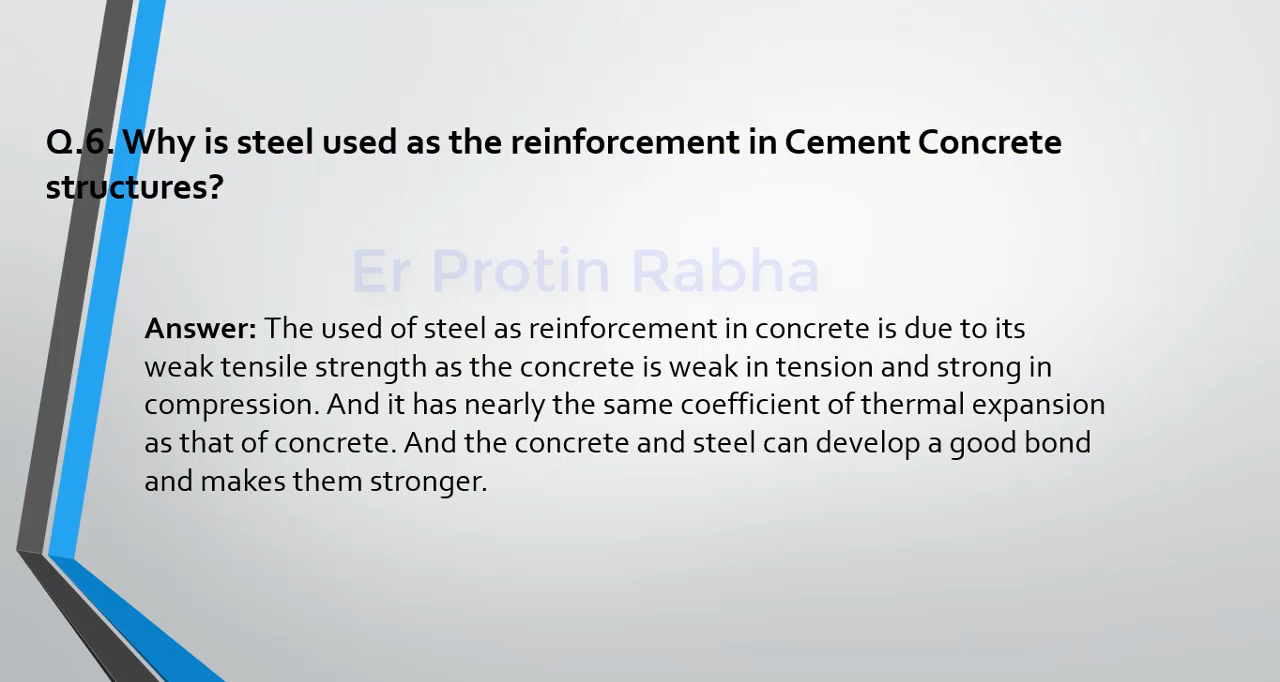 Q.6. Why is steel used as the reinforcement in Cement Concrete
structures?
Er Protin Rabha
Answer: The used of steel as reinforcement in concrete is due to its
weak tensile strength as the concrete is weak in tension and strong in
compression. And it has nearly the same coefficient of thermal expansion
as that of concrete. And the concrete and steel can develop a good bond
and makes them stronger.